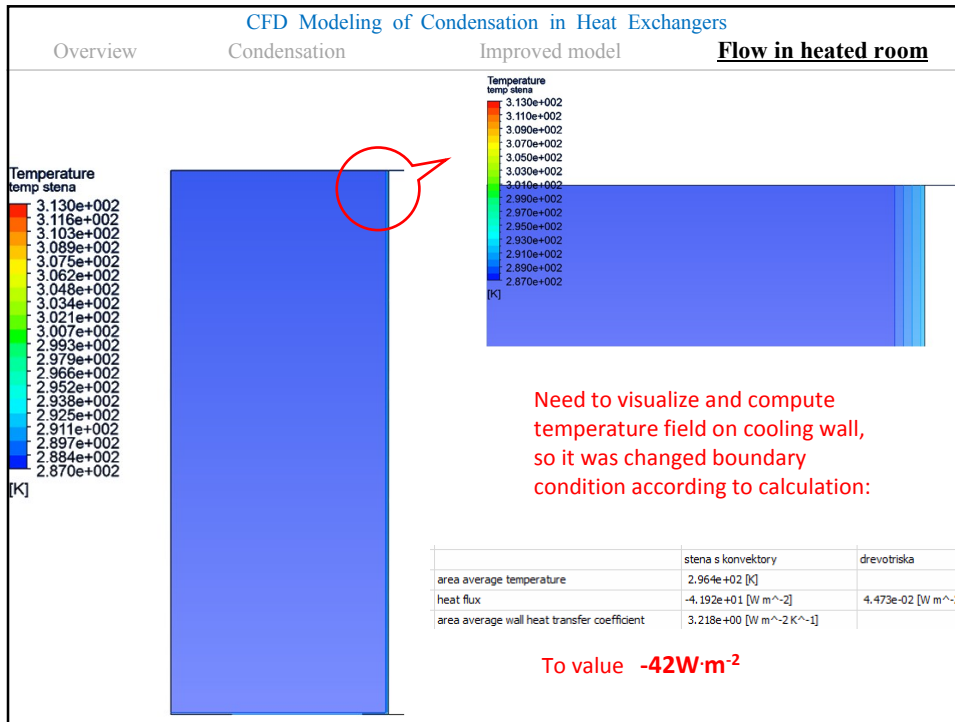 CFD Modeling of Condensation in Heat Exchangers
Overview Condensation Improved model Flow in heated room
Temperature
temp stena
3.130e+002
3.110e+002
3.090e+002
3.070e+002
3.050e+002
3.030e+002
3.010e+002
2.990e+002
2.970e+002
2.950e+002
2.930e+002
2.910e+002
2.890e+002
2.870e+002
[K]
Temperature
temp stena
3.130e+002
3.116e+002
3.103e+002
3.089e+002
3.075e+002
3.062e+002
3.048e+002
3.034e+002
3.021e+002
3.007e+002
2.993e+002
2.979e+002
2.966e+002
2.952e+002
2.938e+002
2.925e+002
2.911e+002
2.897e+002
2.884e+002
2.870e+002
[K]
Need to visualize and compute
temperature field on cooling wall,
so it was changed boundary
condition according to calculation:
stena s konvektory drevotriska
area average temperature 2.964e+02 [K]
heat flux -4.192e+01 [W m^-2] 4.473e-02 [W m^-
area average wall heat transfer coefficient 3.218e+00 [W m^-2 K^-1]
To value -42W·m⁻²